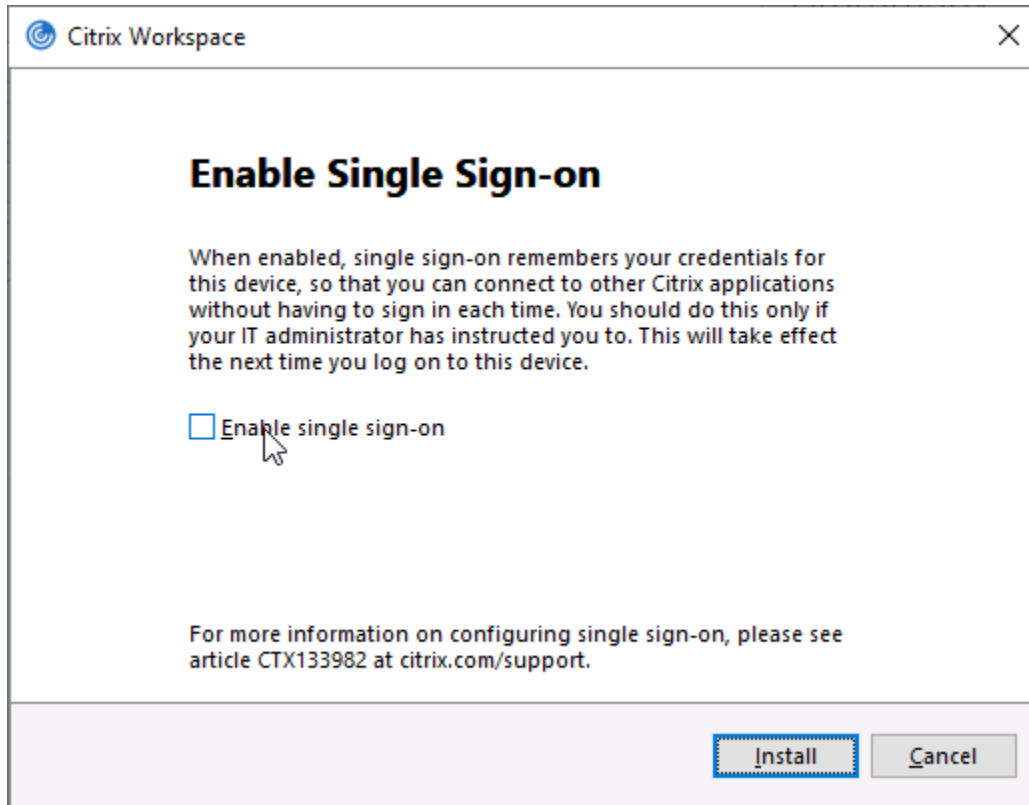 Citrix Workspace
Enable Single Sign-on
When enabled, single sign-on remembers your credentials for
this device, so that you can connect to other Citrix applications
without having to sign in each time. You should do this only if
your IT administrator has instructed you to. This will take effect
the next time you log on to this device.
Enable single sign-on
For more information on configuring single sign-on, please see
article CTX133982 at citrix.com/support.
Install
Cancel